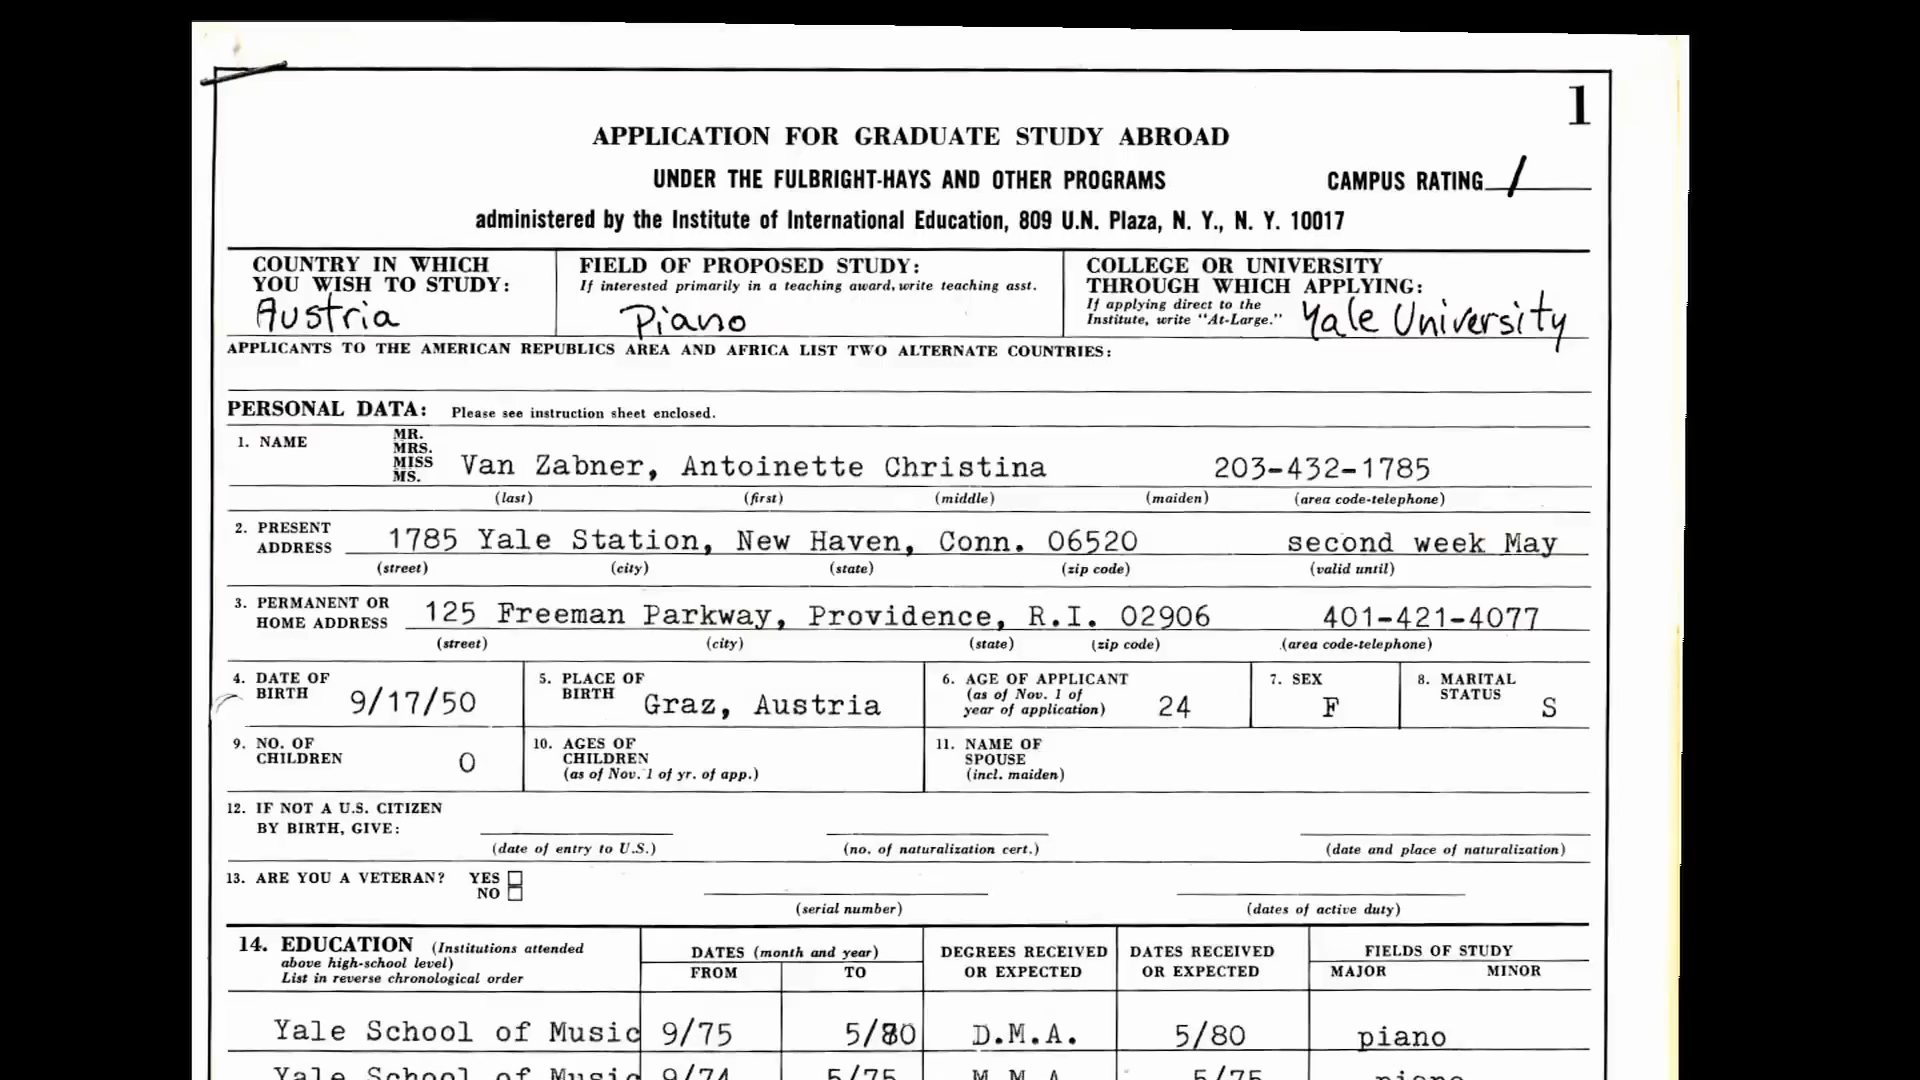 1
APPLICATION FOR GRADUATE STUDY ABROAD
UNDER THE FULBRIGHT-HAYS AND OTHER PROGRAMS
CAMPUS RATING 1
administered by the Institute of International Education, 809 U.N. Plaza, N. Y., N. Y. 10017
COUNTRY IN WHICH
YOU WISH TO STUDY:
Austria
FIELD OF PROPOSED STUDY:
If interested primarily in a teaching award, write teaching asst.
Piano
COLLEGE OR UNIVERSITY
THROUGH WHICH APPLYING:
If applying direct to the
Institute, write "At-Large."
Yale University
APPLICANTS TO THE AMERICAN REPUBLICS AREA AND AFRICA LIST TWO ALTERNATE COUNTRIES:
PERSONAL DATA: Please see instruction sheet enclosed.
1. NAME
MR.
MRS.
MISS
MS.
Van Zabner, Antoinette Christina 203-432-1785
(last) (first) (middle) (maiden) (area code-telephone)
2. PRESENT
ADDRESS
1785 Yale Station, New Haven, Conn. 06520 second week May
(street) (city) (state) (zip code) (valid until)
3. PERMANENT OR
HOME ADDRESS
125 Freeman Parkway, Providence, R.I. 02906 401-421-4077
(street) (city) (state) (zip code) (area code-telephone)
4. DATE OF
BIRTH
9/17/50
5. PLACE OF
BIRTH
Graz, Austria
6. AGE OF APPLICANT
(as of Nov. 1 of
year of application)
24
7. SEX
F
8. MARITAL
STATUS
S
9. NO. OF
CHILDREN
0
10. AGES OF
CHILDREN
(as of Nov. 1 of yr. of app.)
11. NAME OF
SPOUSE
(incl. maiden)
12. IF NOT A U.S. CITIZEN
BY BIRTH, GIVE:
(date of entry to U.S.) (no. of naturalization cert.) (date and place of naturalization)
13. ARE YOU A VETERAN? YES
NO
(serial number) (dates of active duty)
14. EDUCATION (Institutions attended
above high-school level)
List in reverse chronological order
DATES (month and year)
FROM TO
DEGREES RECEIVED
OR EXPECTED
DATES RECEIVED
OR EXPECTED
FIELDS OF STUDY
MAJOR MINOR
Yale School of Music 9/75 5/80 D.M.A. 5/80 piano
Yale School of Music 9/74 5/75 M.M.A. 5/75 piano